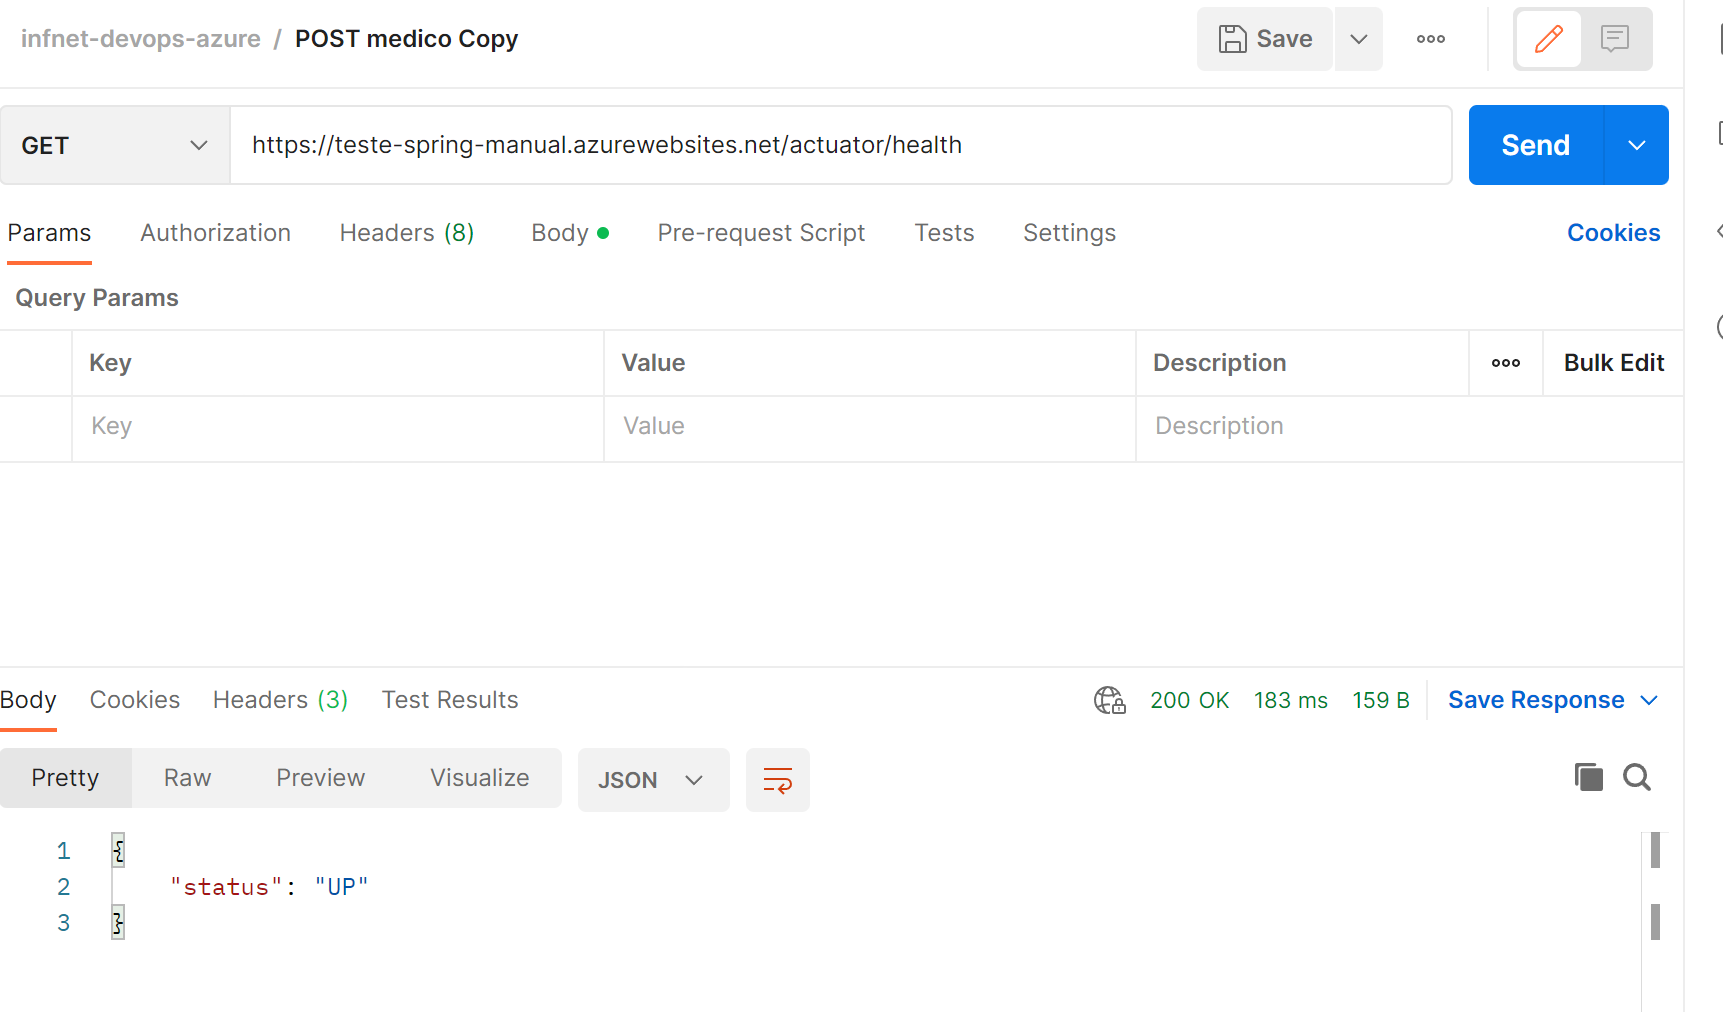 infnet-devops-azure / POST medico Copy
Save
GET
https://teste-spring-manual.azurewebsites.net/actuator/health
Send
Params Authorization Headers (8) Body Pre-request Script Tests Settings Cookies
Query Params
Key Value Description Bulk Edit
Key Value Description
Body Cookies Headers (3) Test Results 200 OK 183 ms 159 B Save Response
Pretty Raw Preview Visualize JSON
1 {
2 "status": "UP"
3 }